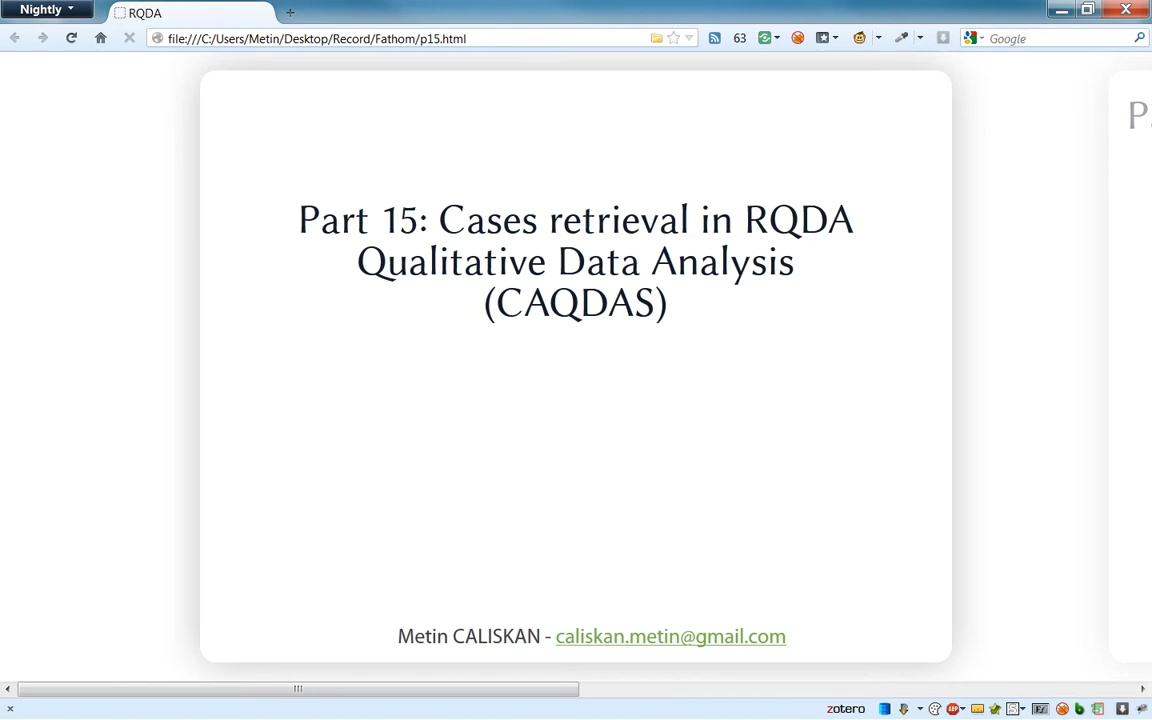 Nightly
RQDA
file:///C:/Users/Metin/Desktop/Record/Fathom/p15.html
63
Google
Part 15: Cases retrieval in RQDA
Qualitative Data Analysis
(CAQDAS)
Metin CALISKAN - caliskan.metin@gmail.com
zotero